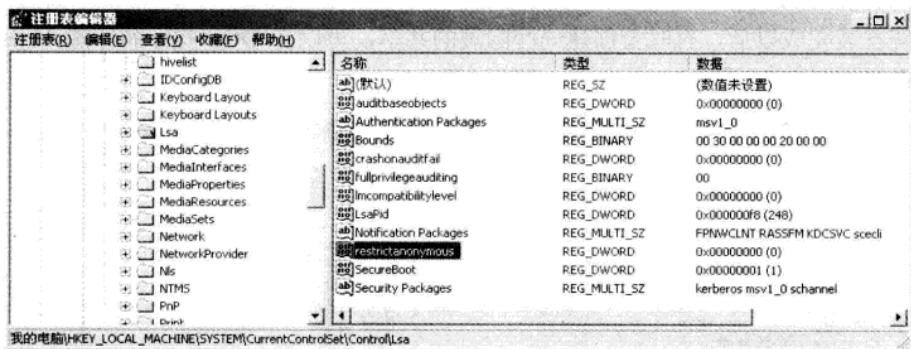 注册表编辑器
注册表(R) 编辑(E) 查看(V) 收藏(F) 帮助(H)
hivelist
IDConfigDB
Keyboard Layout
Keyboard Layouts
Lsa
MediaCategories
MediaInterfaces
MediaProperties
MediaResources
MediaSets
Network
NetworkProvider
Nls
NTMS
PnP
Print
名称 类型 数据
(默认) REG_SZ (数值未设置)
auditbaseobjects REG_DWORD 0x00000000 (0)
Authentication Packages REG_MULTI_SZ msv1_0
Bounds REG_BINARY 00 30 00 00 00 20 00 00
crashonauditfail REG_DWORD 0x00000000 (0)
fullprivilegeauditing REG_BINARY 00
lmcompatibilitylevel REG_DWORD 0x00000000 (0)
LsaPid REG_DWORD 0x000000f8 (248)
Notification Packages REG_MULTI_SZ FPNWCLNT RASSFM KDCSVC scecli
restrictanonymous REG_DWORD 0x00000000 (0)
SecureBoot REG_DWORD 0x00000001 (1)
Security Packages REG_MULTI_SZ kerberos msv1_0 schannel
我的电脑\HKEY_LOCAL_MACHINE\SYSTEM\CurrentControlSet\Control\Lsa